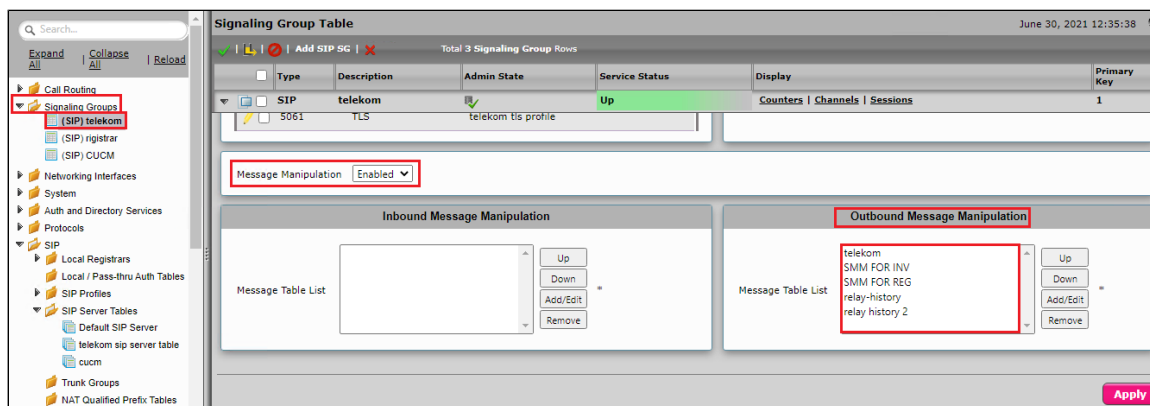 Search...
Expand All | Collapse All | Reload
Call Routing
Signaling Groups
(SIP) telekom
(SIP) rigistrar
(SIP) CUCM
Networking Interfaces
System
Auth and Directory Services
Protocols
SIP
Local Registrars
Local / Pass-thru Auth Tables
SIP Profiles
SIP Server Tables
Default SIP Server
telekom sip server table
cucm
Trunk Groups
NAT Qualified Prefix Tables
Signaling Group Table
June 30, 2021 12:35:38
| | | Add SIP SG | Total 3 Signaling Group Rows
Type Description Admin State Service Status Display Primary Key
SIP telekom Up Counters | Channels | Sessions 1
5061 TLS telekom tls profile
Message Manipulation Enabled
Inbound Message Manipulation
Message Table List
Up
Down
Add/Edit
*
Remove
Outbound Message Manipulation
Message Table List
telekom
SMM FOR INV
SMM FOR REG
relay-history
relay history 2
Up
Down
Add/Edit
*
Remove
Apply